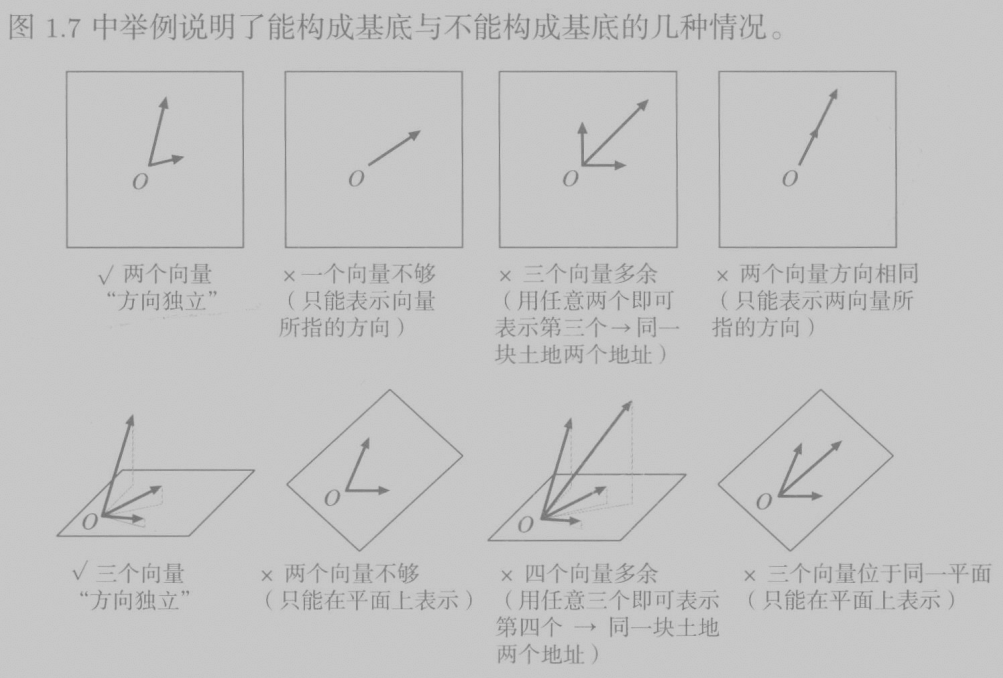 图 1.7 中举例说明了能构成基底与不能构成基底的几种情况。
O
O
O
O
√ 两个向量
“方向独立”
× 一个向量不够
（只能表示向量
所指的方向）
× 三个向量多余
（用任意两个即可
表示第三个→同一
块土地两个地址）
× 两个向量方向相同
（只能表示两向量所
指的方向）
O
O
O
O
√ 三个向量
“方向独立”
× 两个向量不够
（只能在平面上表示）
× 四个向量多余
（用任意三个即可表示
第四个 → 同一块土地
两个地址）
× 三个向量位于同一平面
（只能在平面上表示）